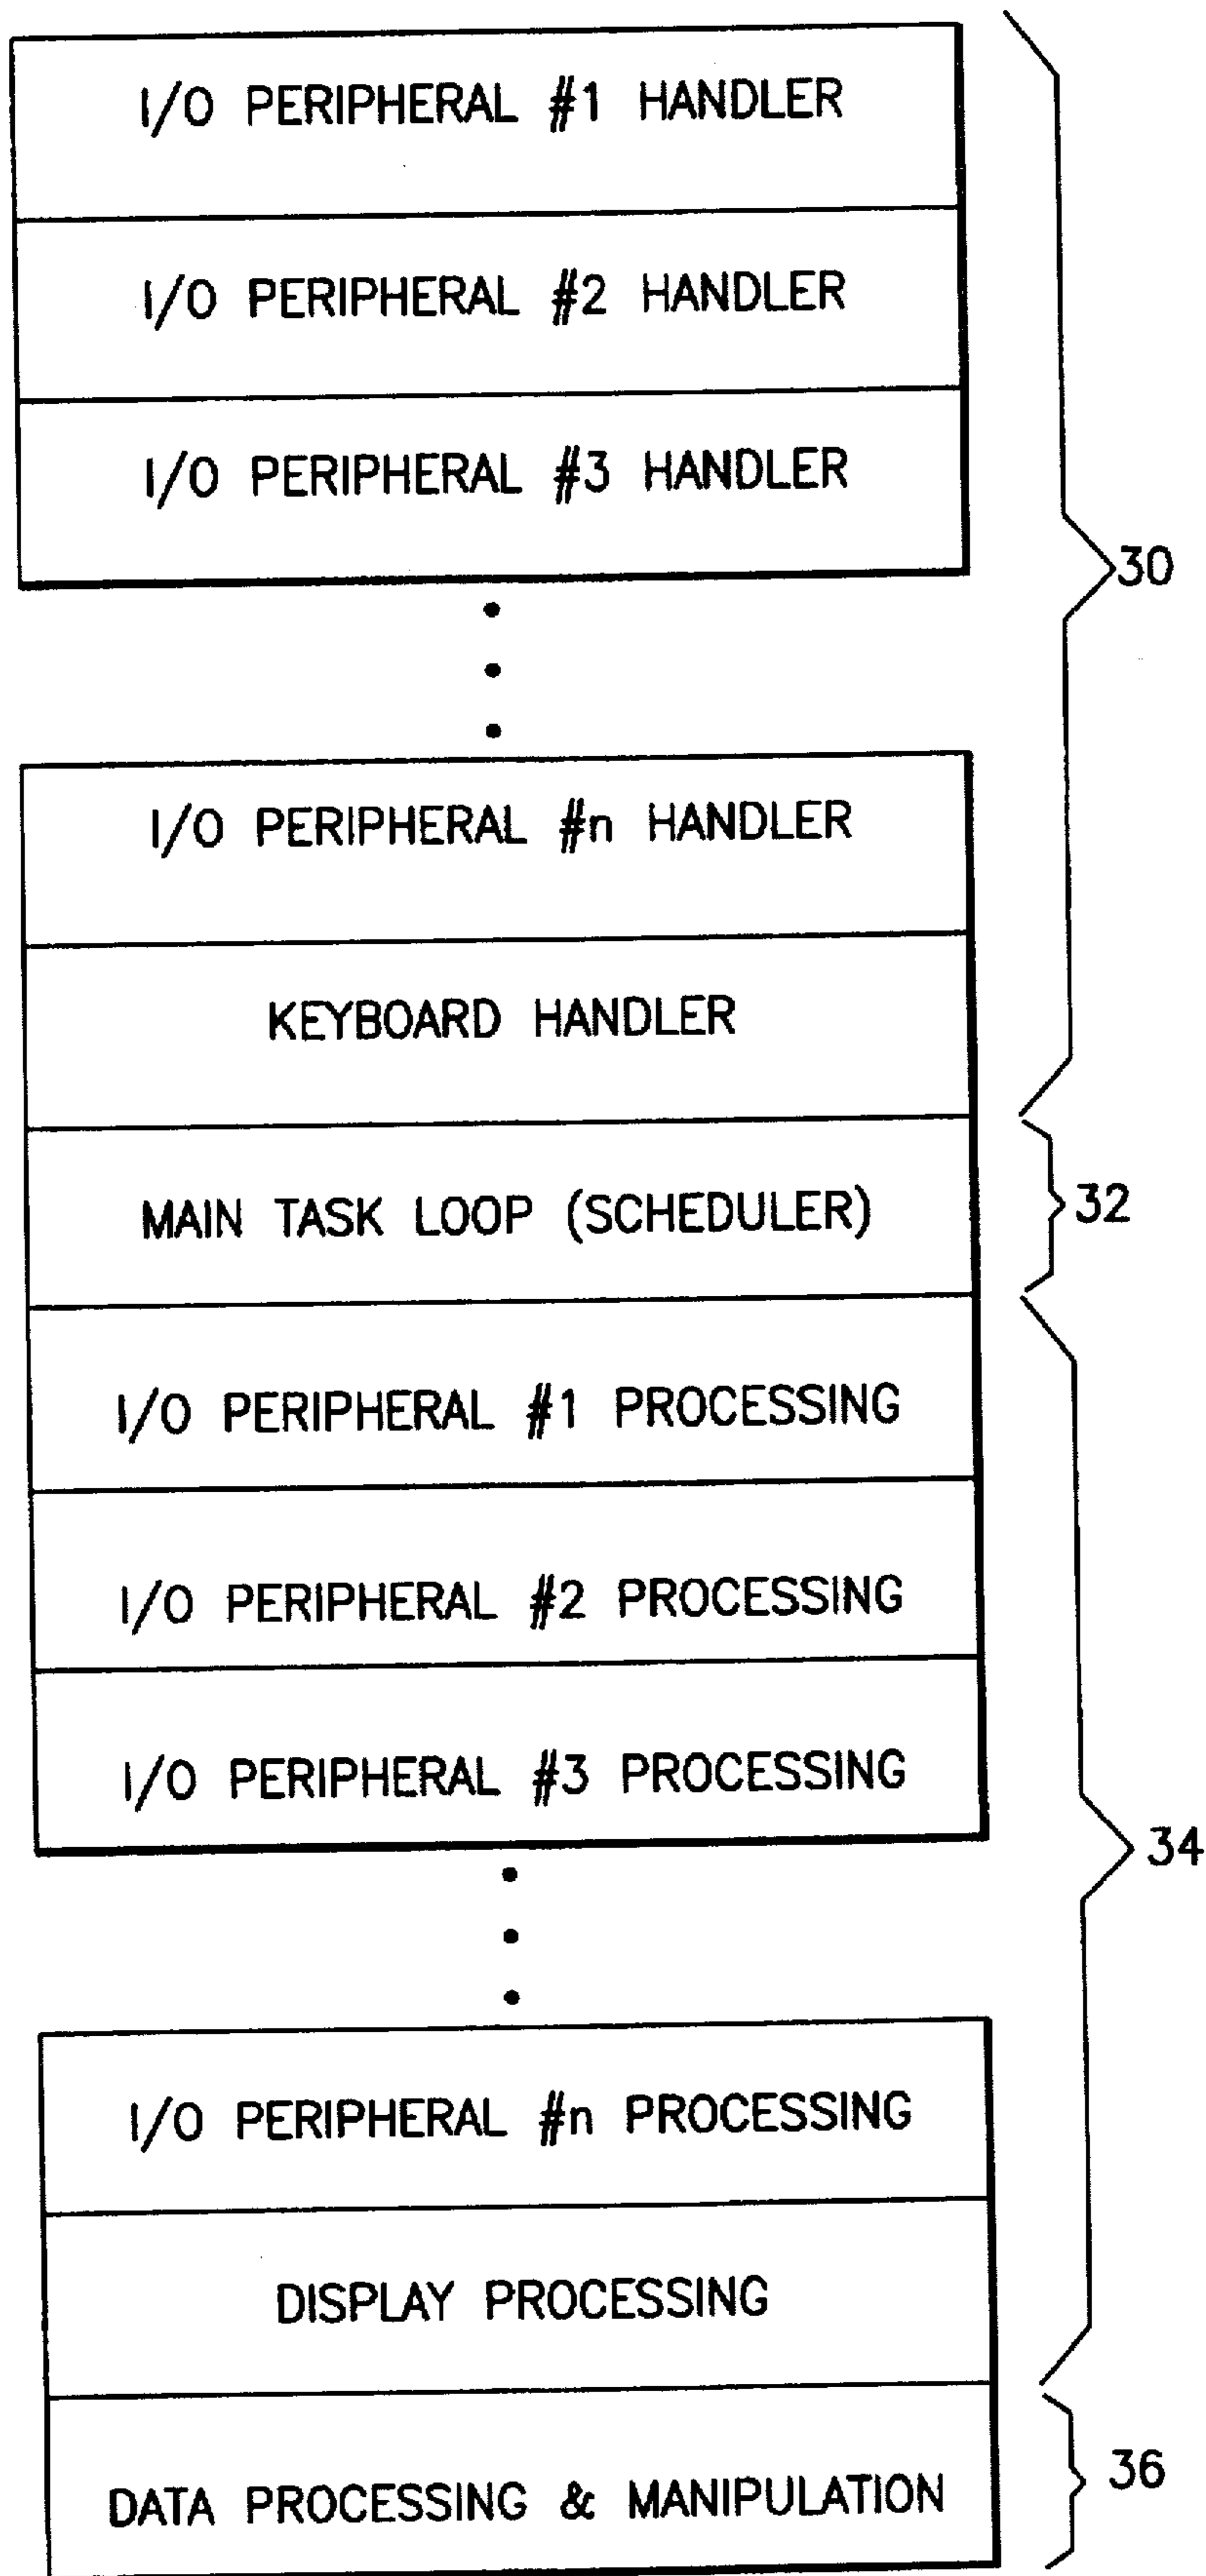 I/O PERIPHERAL #1 HANDLER
I/O PERIPHERAL #2 HANDLER
I/O PERIPHERAL #3 HANDLER
30
I/O PERIPHERAL #n HANDLER
KEYBOARD HANDLER
MAIN TASK LOOP (SCHEDULER)
32
I/O PERIPHERAL #1 PROCESSING
I/O PERIPHERAL #2 PROCESSING
I/O PERIPHERAL #3 PROCESSING
34
I/O PERIPHERAL #n PROCESSING
DISPLAY PROCESSING
DATA PROCESSING & MANIPULATION
36